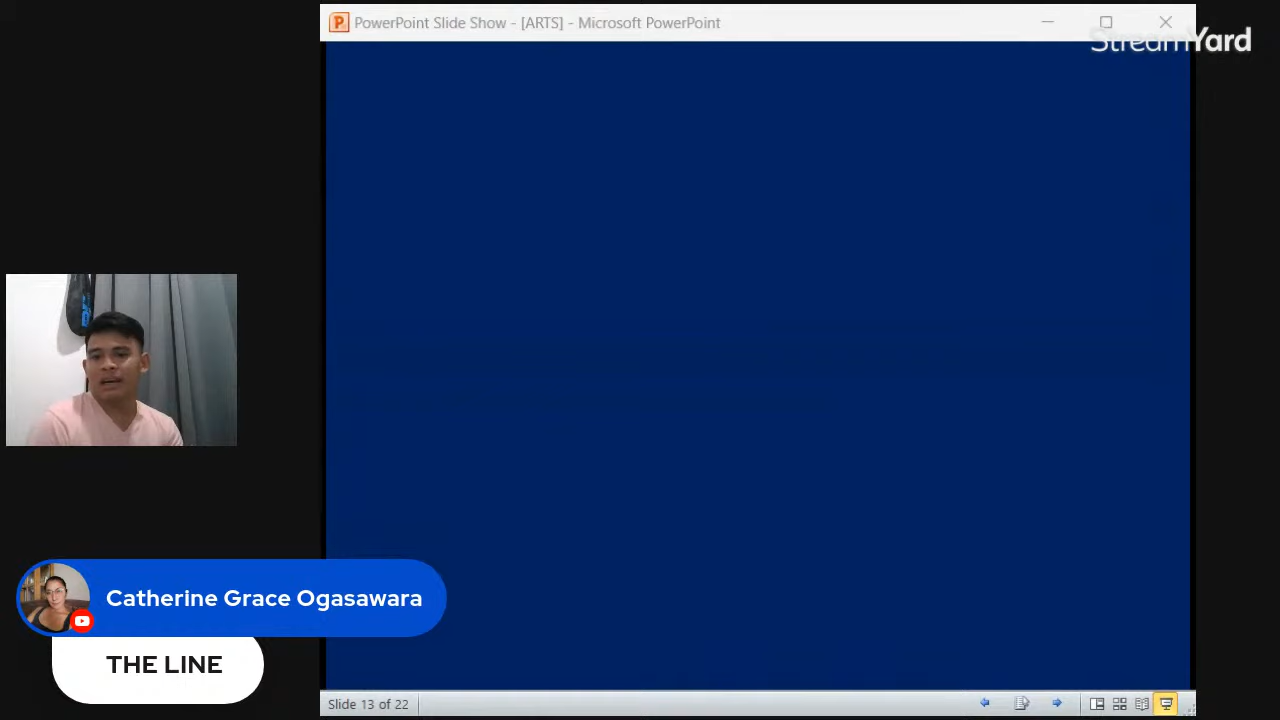 PowerPoint Slide Show - [ARTS] - Microsoft PowerPoint
StreamYard
Catherine Grace Ogasawara
THE LINE
Slide 13 of 22